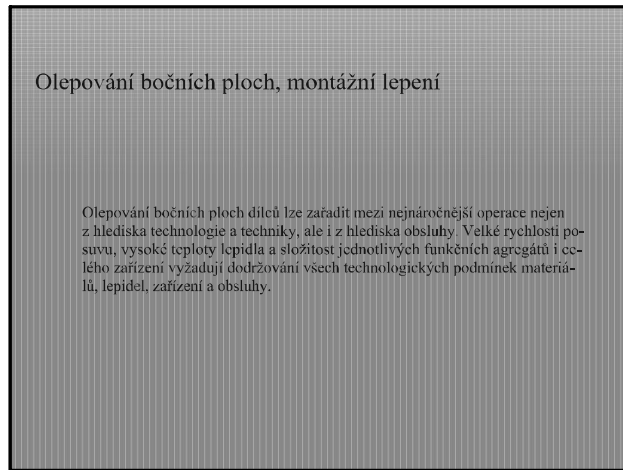 Olepování bočních ploch, montážní lepení
Olepování bočních ploch dílců lze zařadit mezi nejnáročnější operace nejen
z hlediska technologie a techniky, ale i z hlediska obsluhy. Velké rychlosti po-
suvu, vysoké teploty lepidla a složitost jednotlivých funkčních agregátů i ce-
lého zařízení vyžadují dodržování všech technologických podmínek materiá-
lů, lepidel, zařízení a obsluhy.